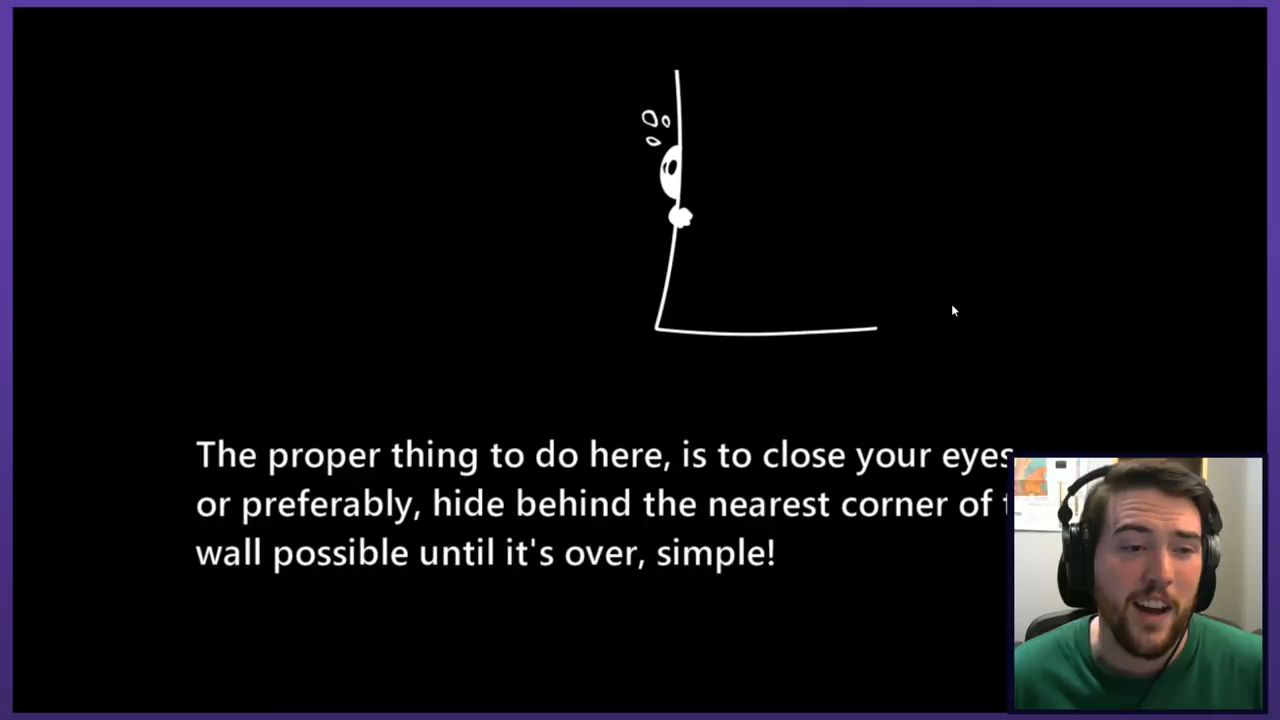 The proper thing to do here, is to close your eyes
or preferably, hide behind the nearest corner of
wall possible until it's over, simple!